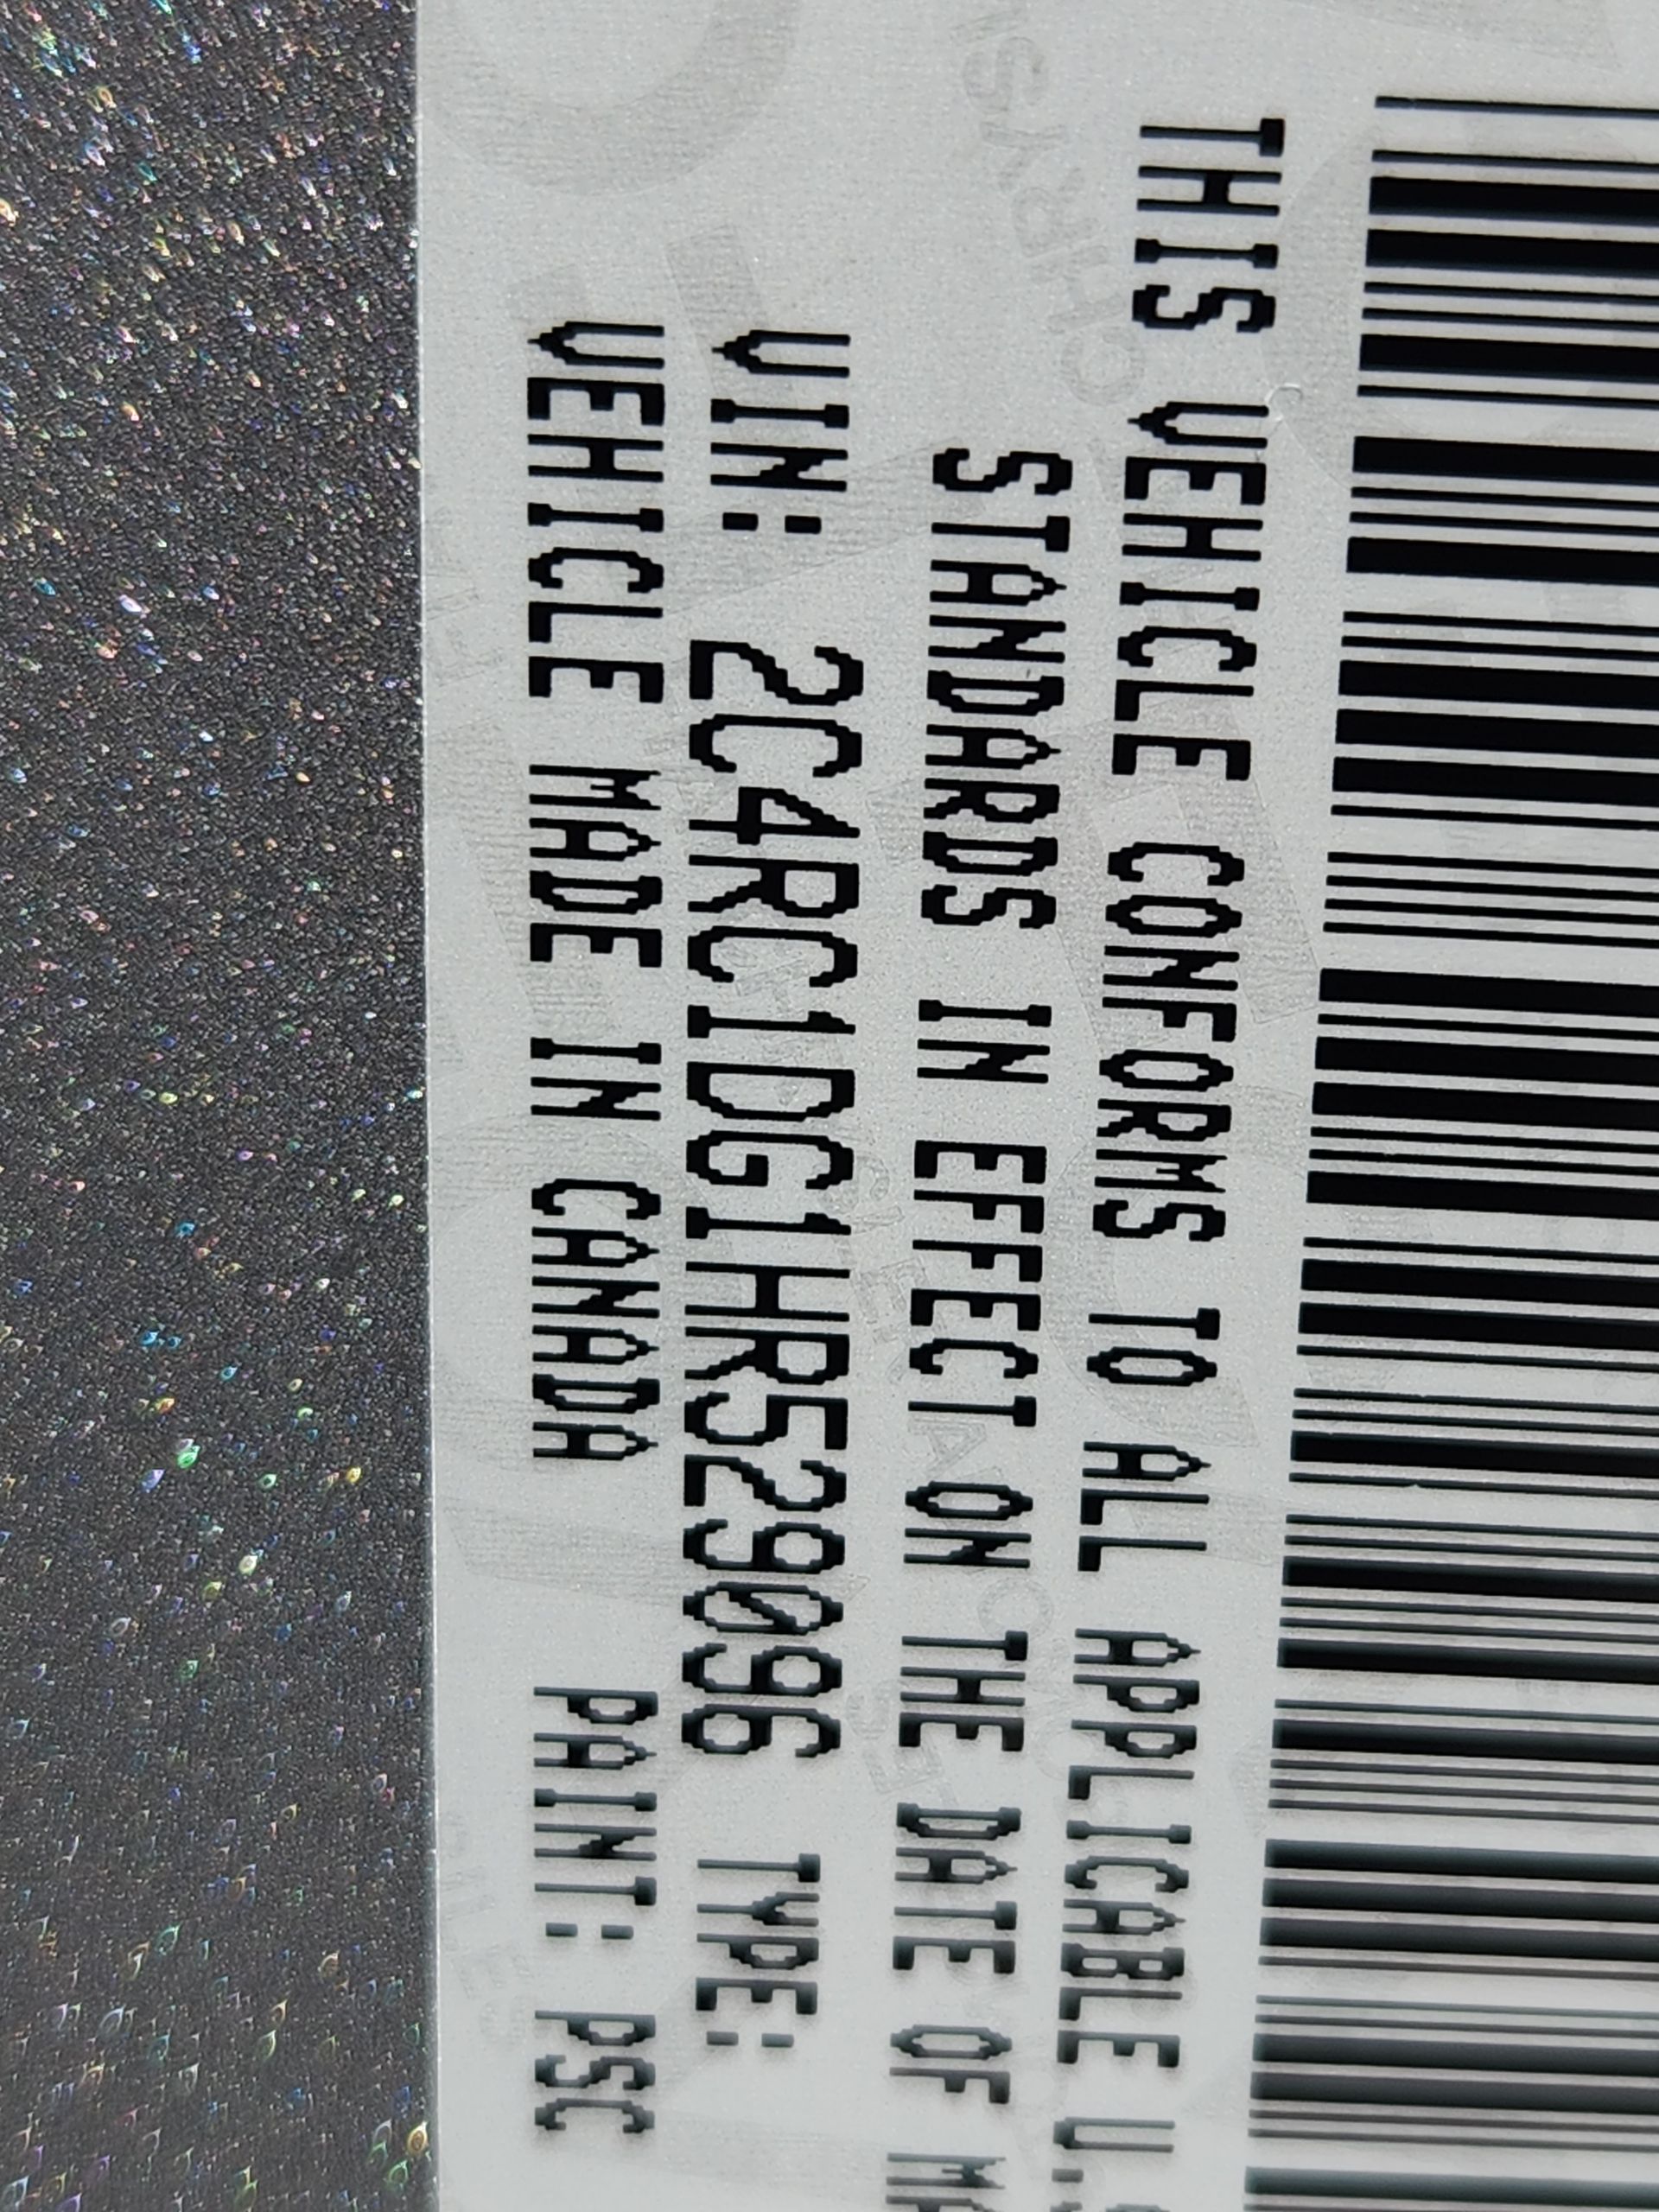 THIS VEHICLE CONFORMS TO ALL APPLICABLE U.S
STANDARDS IN EFFECT ON THE DATE OF MA
VIN: 2C4RC1DG1HR529096 TYPE:
VEHICLE MADE IN CANADA PAINT: PSC